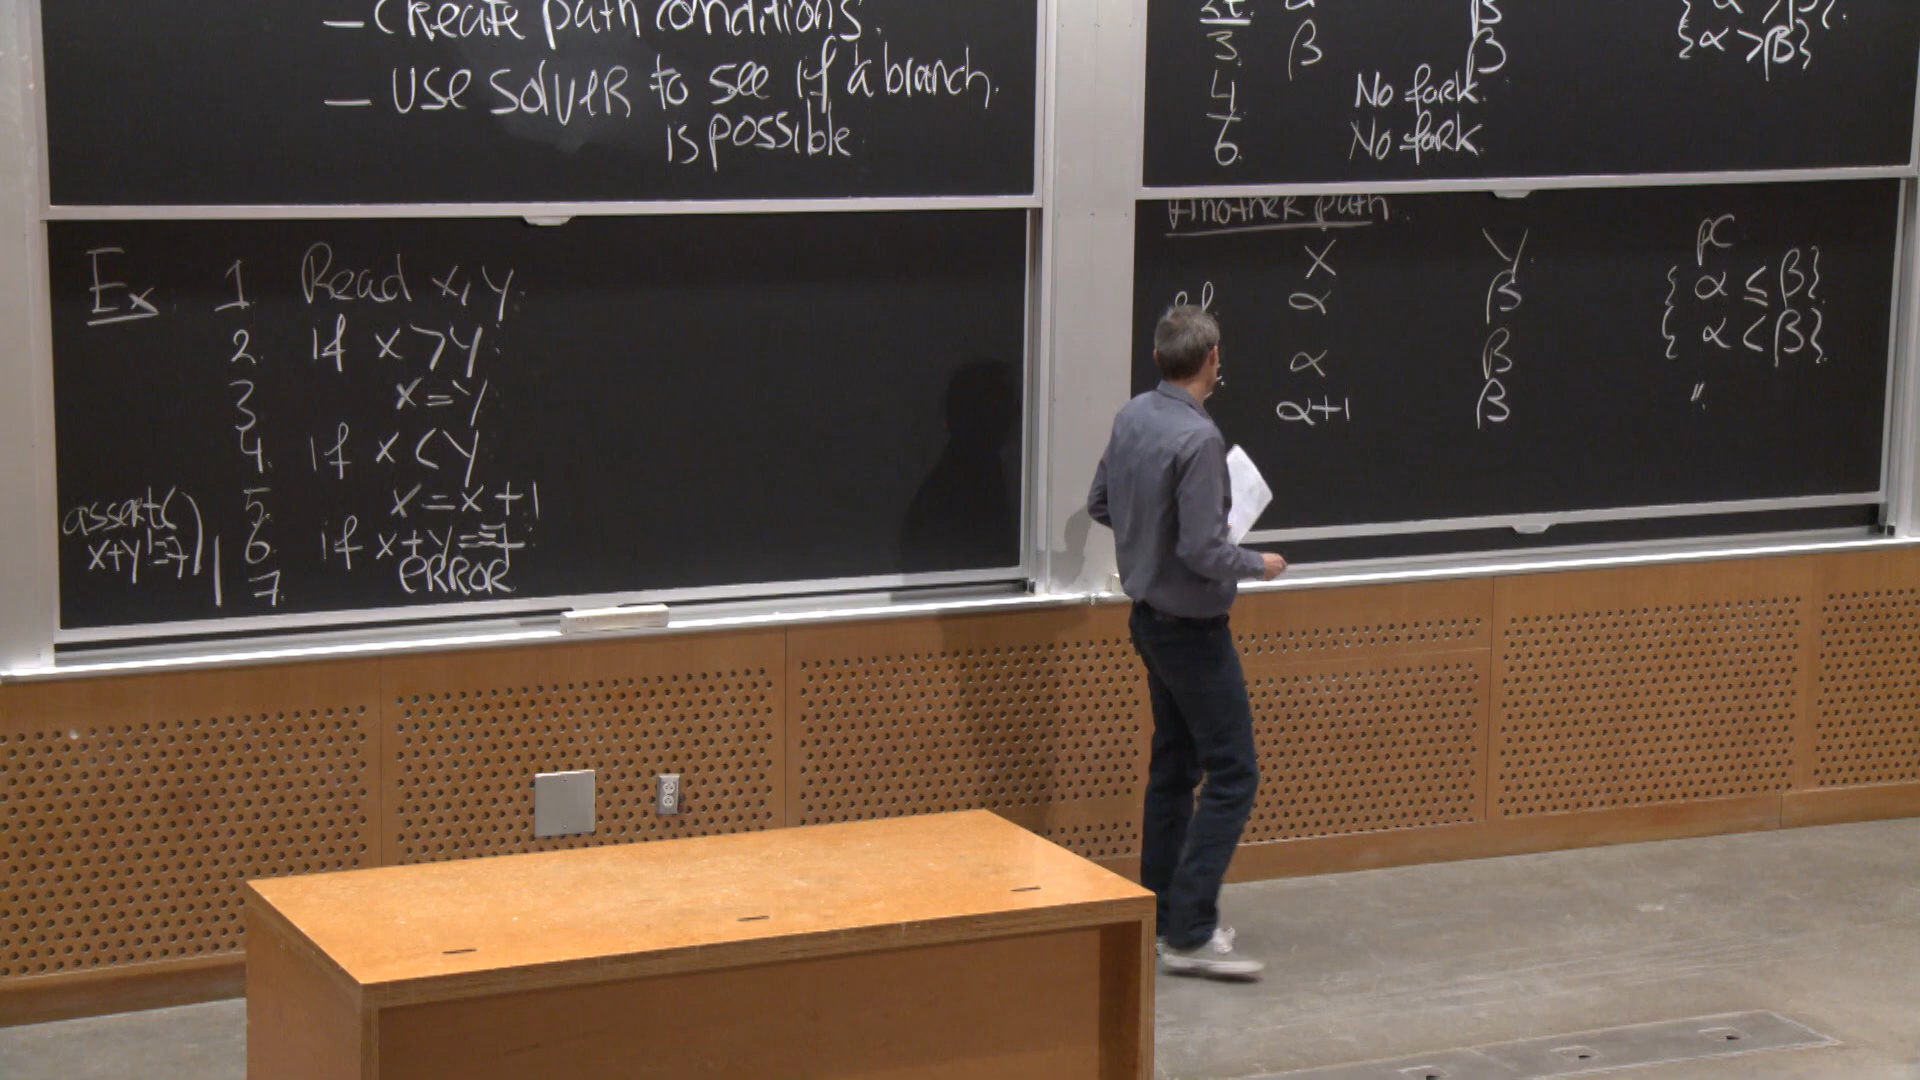 – create path conditions.
– use solver to see if a branch.
is possible.
Ex. 1. Read x, y.
2. if x > y.
3 x = y
4. if x < y
5. x = x + 1
6. if x + y == 7
7. ERROR
assert(
x+y != 7)
β
3. β β {α > β}
4 No fork.
6. No fork.
Another path.
x y. pc
α β {α ≤ β}
α β {α < β}
α+1 β "